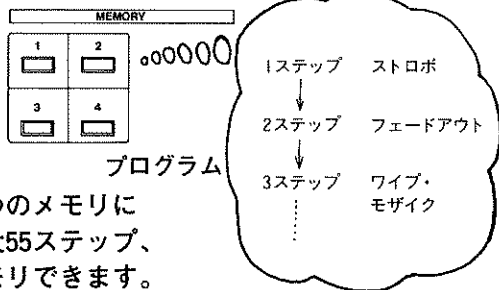 MEMORY
1 2
3 4
プログラム
1ステップ ストロボ
2ステップ フェードアウト
3ステップ ワイプ・
モザイク
のメモリに
55ステップ、
モリできます。